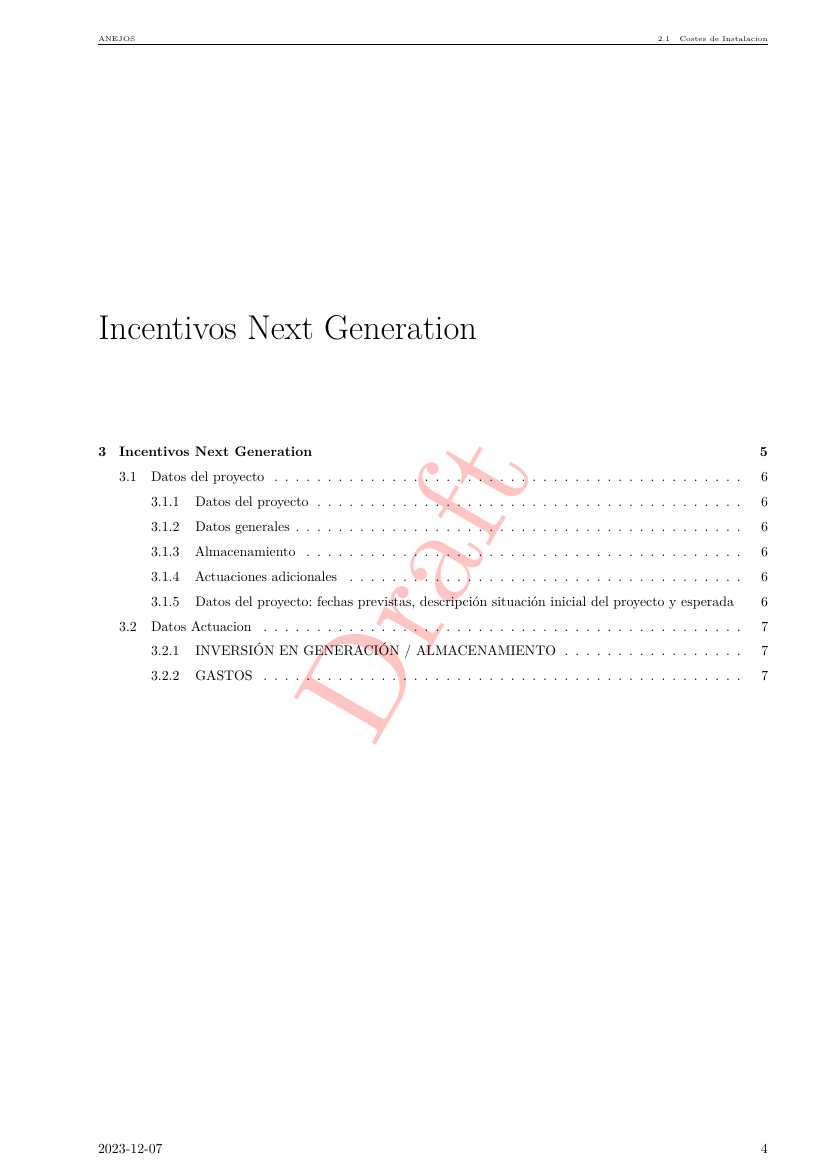 ANEJOS 2.1 Costes de Instalacion
Incentivos Next Generation
3 Incentivos Next Generation 5
3.1 Datos del proyecto . . . . . . . . . . . . . . . . . . . . . . . . . . . . . . . . . . . . . . . . . . . . 6
3.1.1 Datos del proyecto . . . . . . . . . . . . . . . . . . . . . . . . . . . . . . . . . . . . . . . . 6
3.1.2 Datos generales . . . . . . . . . . . . . . . . . . . . . . . . . . . . . . . . . . . . . . . . . . 6
3.1.3 Almacenamiento . . . . . . . . . . . . . . . . . . . . . . . . . . . . . . . . . . . . . . . . . 6
3.1.4 Actuaciones adicionales . . . . . . . . . . . . . . . . . . . . . . . . . . . . . . . . . . . . . 6
3.1.5 Datos del proyecto: fechas previstas, descripción situación inicial del proyecto y esperada 6
3.2 Datos Actuacion . . . . . . . . . . . . . . . . . . . . . . . . . . . . . . . . . . . . . . . . . . . . . 7
3.2.1 INVERSIÓN EN GENERACIÓN / ALMACENAMIENTO . . . . . . . . . . . . . . . . . 7
3.2.2 GASTOS . . . . . . . . . . . . . . . . . . . . . . . . . . . . . . . . . . . . . . . . . . . . . 7
Draft
2023-12-07 4